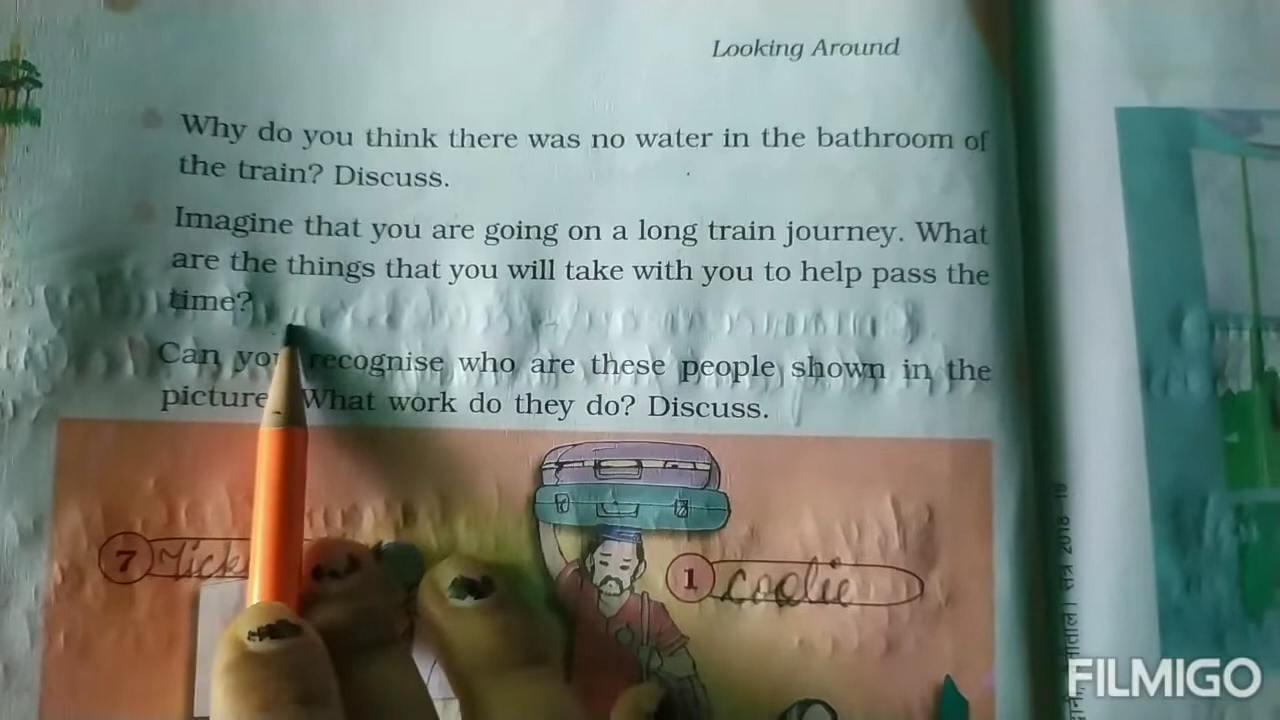 Looking Around
Why do you think there was no water in the bathroom of
the train? Discuss.
Imagine that you are going on a long train journey. What
are the things that you will take with you to help pass the
time?
Can you recognise who are these people shown in the
picture What work do they do? Discuss.
7 Tick
1 Coolie
सत्र 2018 - 19
FILMIGO